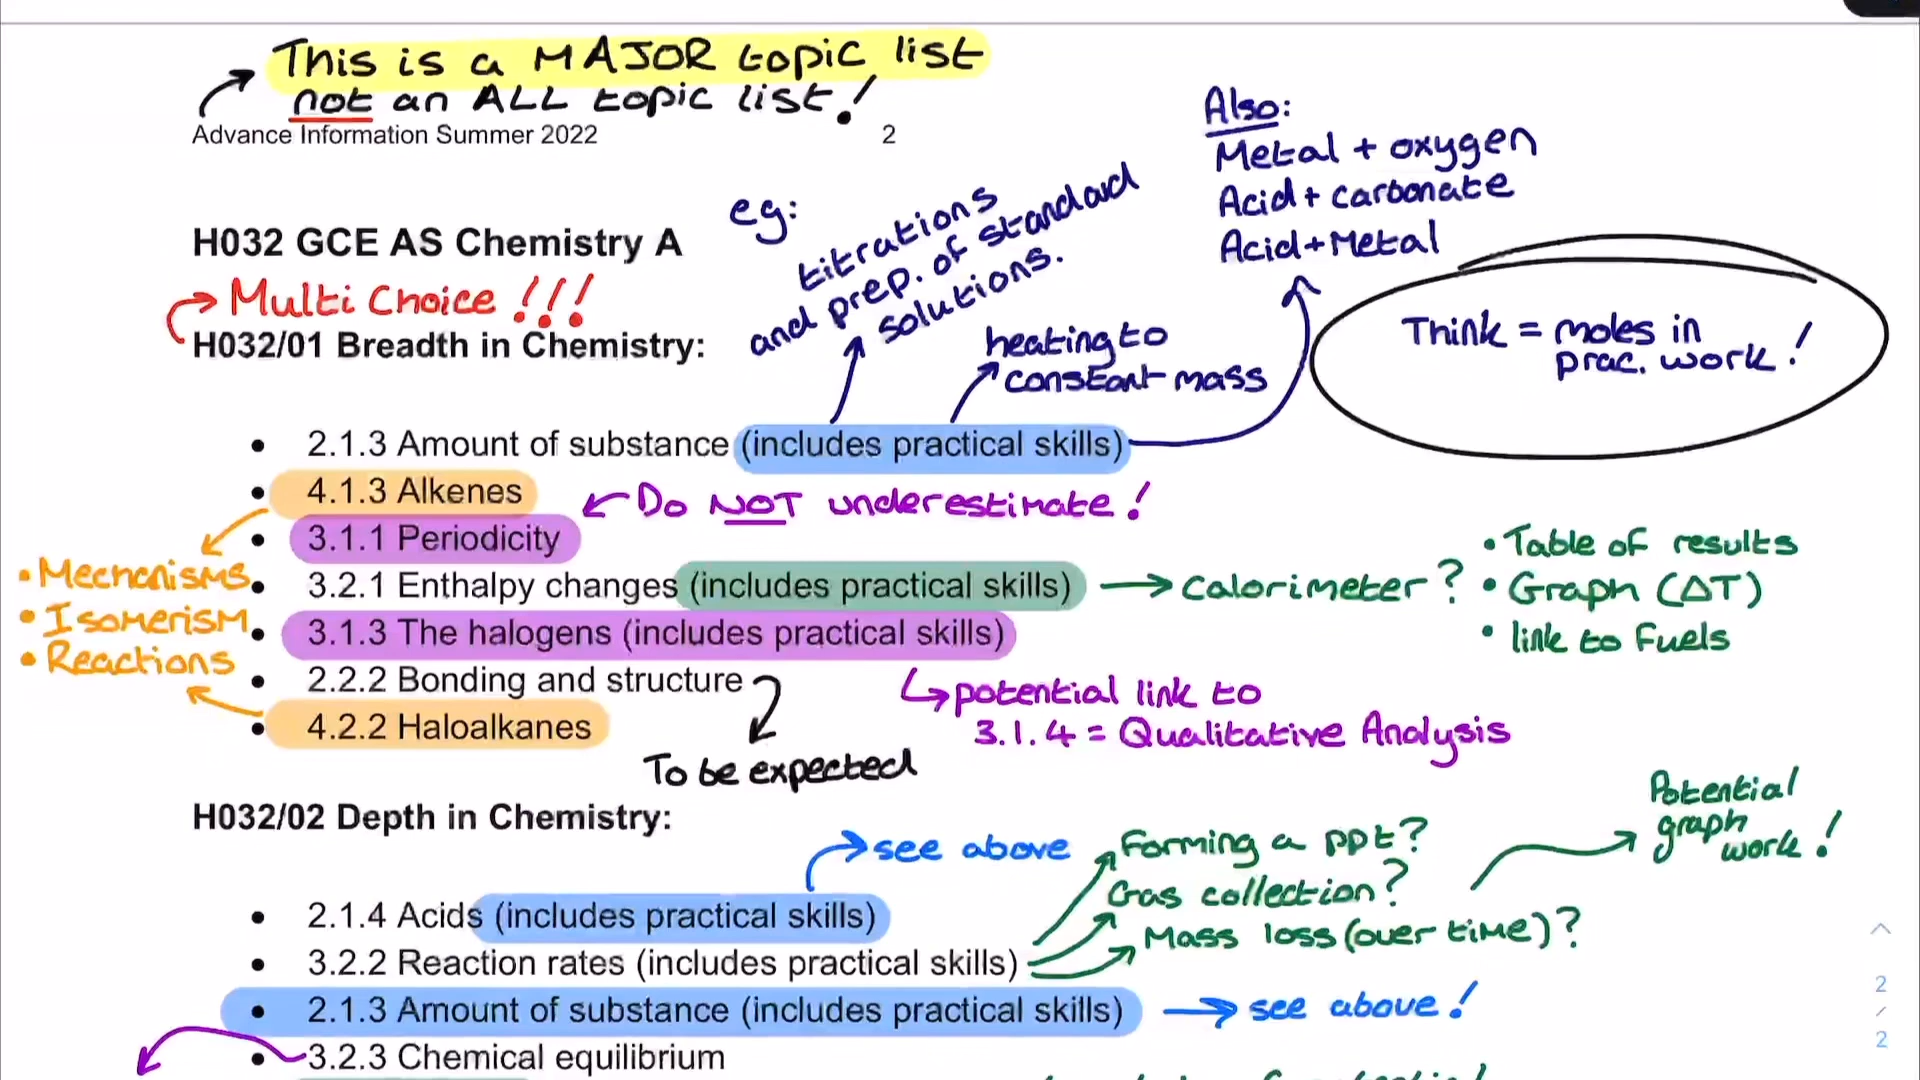 This is a MAJOR topic list
not an ALL topic list!
Advance Information Summer 2022
2
Also:
Metal + oxygen
Acid + carbonate
Acid + Metal
eg:
titrations
and prep. of standard
solutions.
H032 GCE AS Chemistry A
Multi Choice !!!
H032/01 Breadth in Chemistry:
heating to
constant mass
Think = moles in
prac. work!
• 2.1.3 Amount of substance (includes practical skills)
• 4.1.3 Alkenes
Do NOT underestimate!
• 3.1.1 Periodicity
• Mechanisms
• Isomerism
• Reactions
• 3.2.1 Enthalpy changes (includes practical skills)
calorimeter?
• Table of results
• Graph (ΔT)
• link to Fuels
• 3.1.3 The halogens (includes practical skills)
• 2.2.2 Bonding and structure
potential link to
3.1.4 = Qualitative Analysis
• 4.2.2 Haloalkanes
To be expected
H032/02 Depth in Chemistry:
see above
Forming a ppt?
Gas collection?
Mass loss (over time)?
Potential
graph
work!
• 2.1.4 Acids (includes practical skills)
• 3.2.2 Reaction rates (includes practical skills)
• 2.1.3 Amount of substance (includes practical skills)
see above!
• 3.2.3 Chemical equilibrium
2
/
2